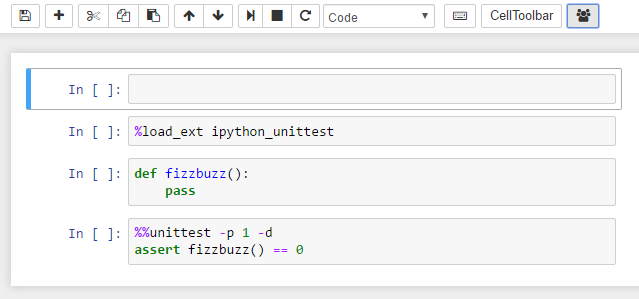 Code
CellToolbar
In [ ]:
In [ ]:
%load_ext ipython_unittest
In [ ]:
def fizzbuzz():
    pass
In [ ]:
%%unittest -p 1 -d
assert fizzbuzz() == 0